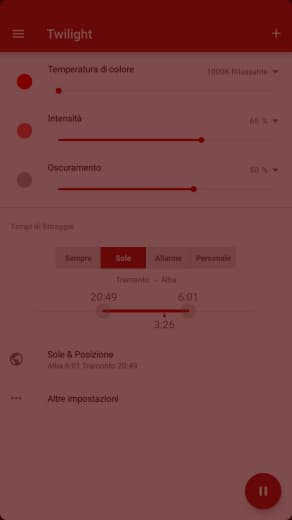 Twilight
Temperatura di colore 1000K Rilassante
Intensità 66 %
Oscuramento 50 %
Tempi di filtraggio
Sempre Sole Allarme Personale
Tramonto → Alba
20:49 6:01
3:26
Sole & Posizione
Alba 6:01 Tramonto 20:49
Altre impostazioni